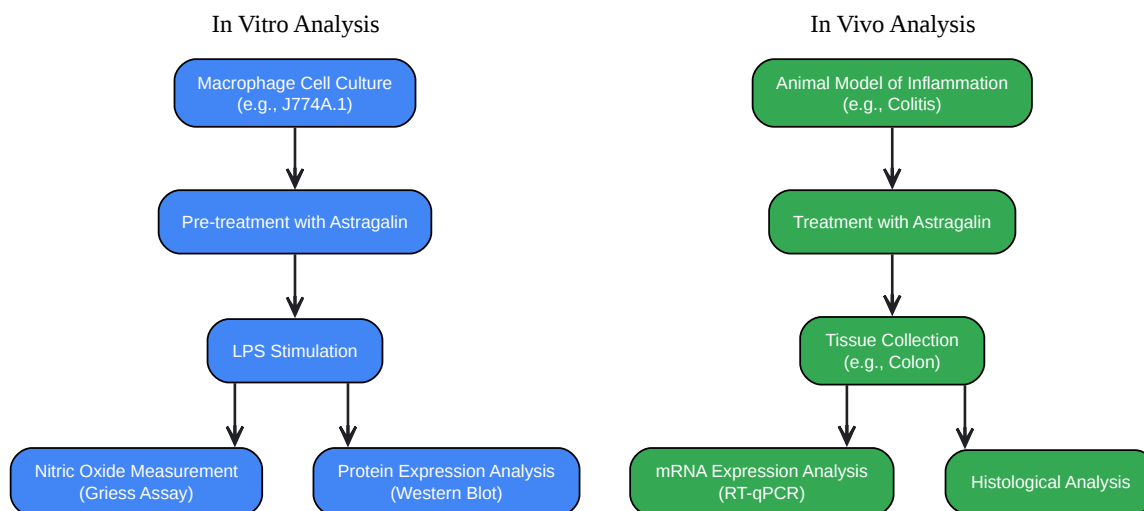 In Vitro Analysis
Macrophage Cell Culture
(e.g., J774A.1)
Pre-treatment with Astragalin
LPS Stimulation
Nitric Oxide Measurement
(Griess Assay)
Protein Expression Analysis
(Western Blot)
In Vivo Analysis
Animal Model of Inflammation
(e.g., Colitis)
Treatment with Astragalin
Tissue Collection
(e.g., Colon)
mRNA Expression Analysis
(RT-qPCR)
Histological Analysis